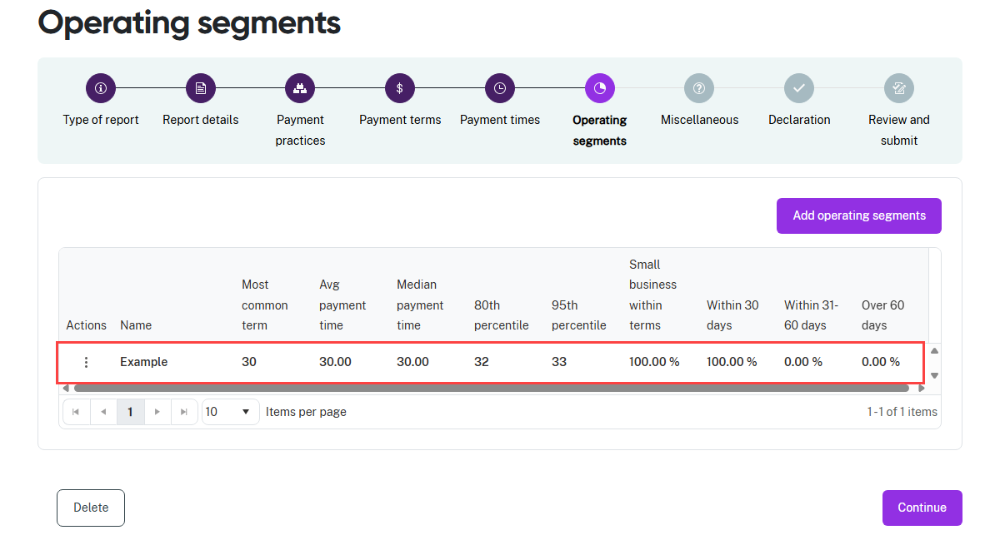 Operating segments
Type of report
Report details
Payment
practices
Payment terms
Payment times
Operating
segments
Miscellaneous
Declaration
Review and
submit
Add operating segments
Actions
Name
Most
common
term
Avg
payment
time
Median
payment
time
80th
percentile
95th
percentile
Small
business
within
terms
Within 30
days
Within 31-
60 days
Over 60
days
Example 30 30.00 30.00 32 33 100.00 % 100.00 % 0.00 % 0.00 %
1 10 Items per page 1-1 of 1 items
Delete
Continue